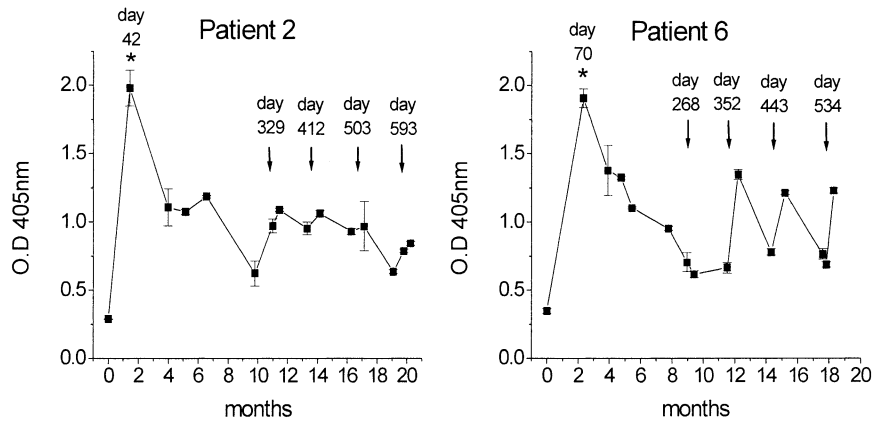 Patient 2
day
42
*
day day day day
329 412 503 593
2.0
1.5
1.0
0.5
0.0
O.D 405nm
0 2 4 6 8 10 12 14 16 18 20
months
Patient 6
day
70
*
day day day day
268 352 443 534
2.0
1.5
1.0
0.5
0.0
O.D 405nm
0 2 4 6 8 10 12 14 16 18 20
months